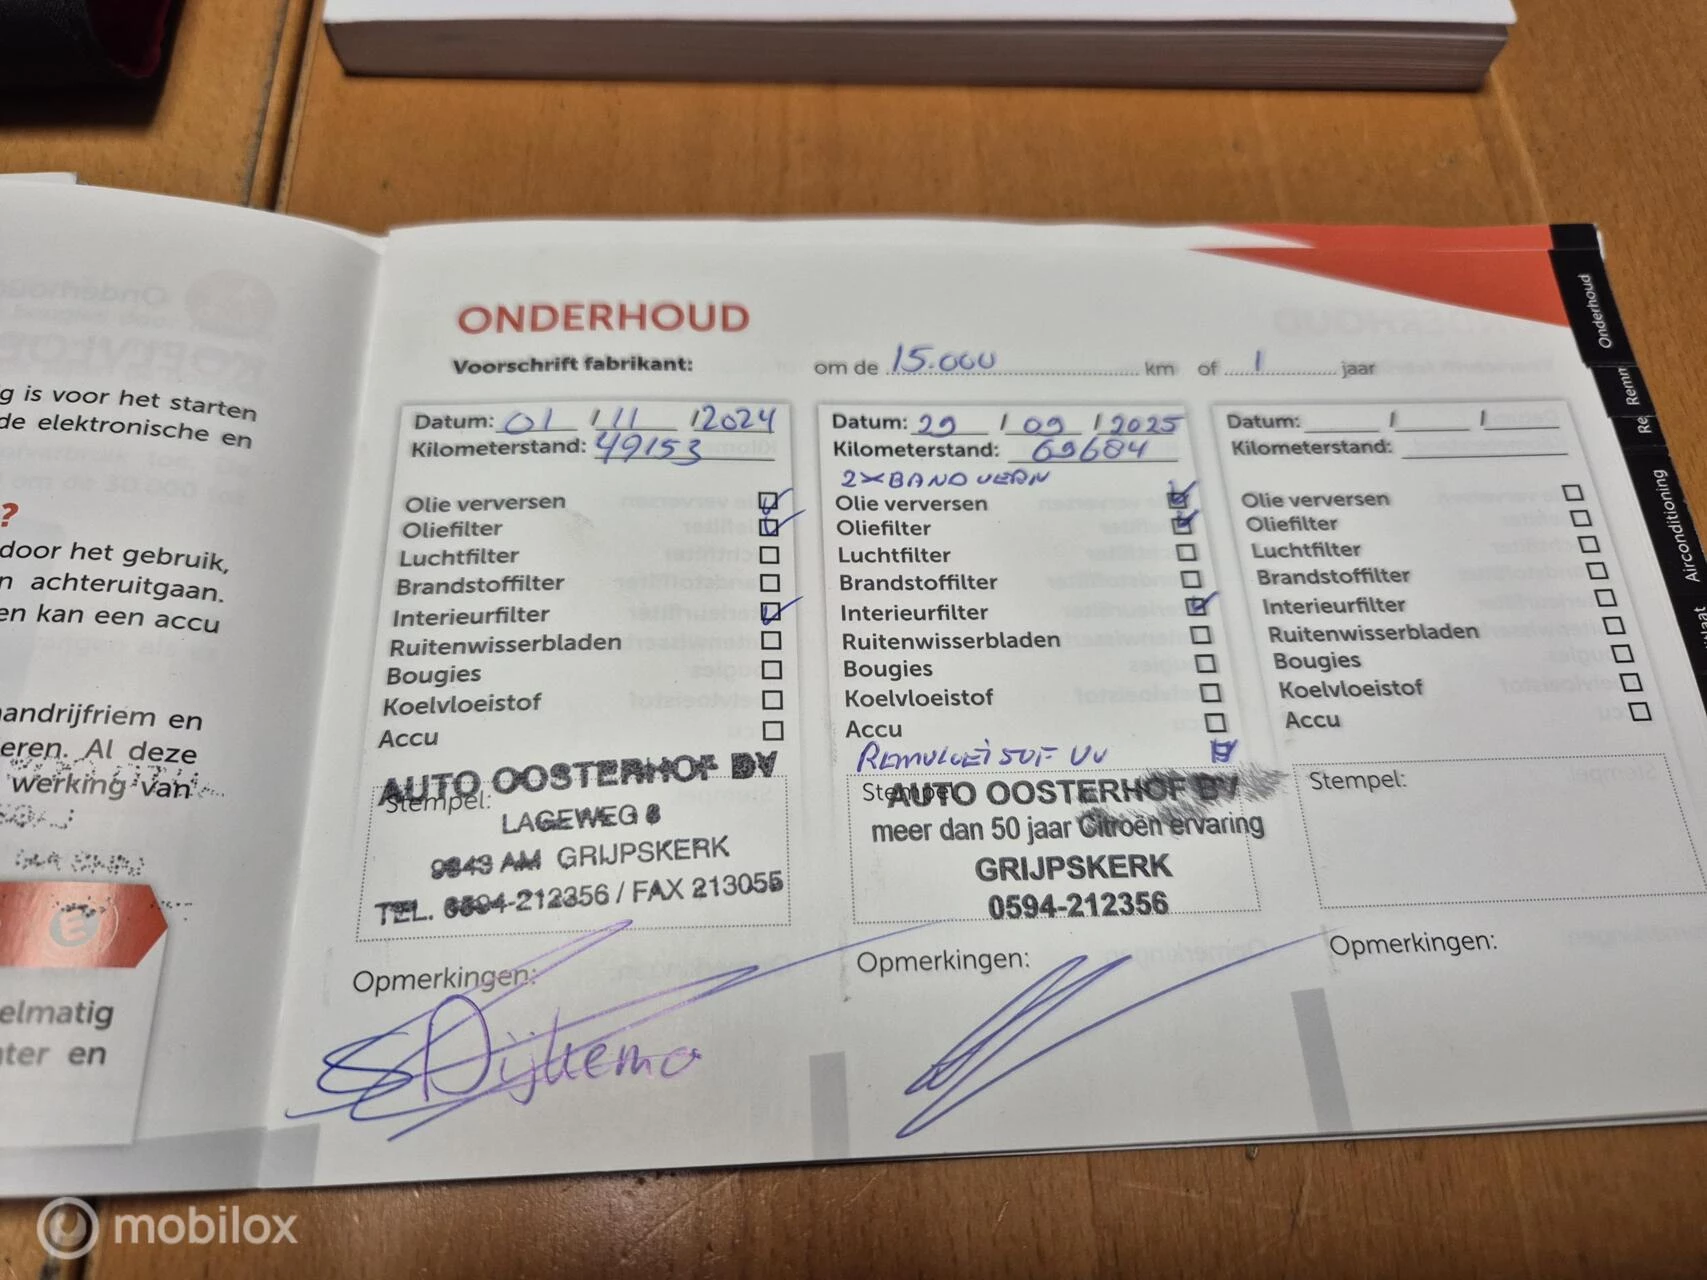 g is voor het starten
de elektronische en
?
door het gebruik,
n achteruitgaan.
en kan een accu
andrijfriem en
eren. Al deze
werking van
elmatig
ter en
ONDERHOUD
Voorschrift fabrikant: om de 15.000 km of 1 jaar
Datum: 01 / 11 / 2024
Kilometerstand: 49153
Olie verversen
Oliefilter
Luchtfilter
Brandstoffilter
Interieurfilter
Ruitenwisserbladen
Bougies
Koelvloeistof
Accu
AUTO OOSTERHOF BV
Stempel:
LAGEWEG 8
9843 AM GRIJPSKERK
TEL. 0594-212356 / FAX 213055
Opmerkingen:
Datum: 29 / 09 / 2025
Kilometerstand: 69684
2x BAND VERN
Olie verversen
Oliefilter
Luchtfilter
Brandstoffilter
Interieurfilter
Ruitenwisserbladen
Bougies
Koelvloeistof
Accu
REMVLOEISTOF VV
Stempel:
AUTO OOSTERHOF BV
meer dan 50 jaar Citroën ervaring
GRIJPSKERK
0594-212356
Opmerkingen:
Datum: / /
Kilometerstand:
Olie verversen
Oliefilter
Luchtfilter
Brandstoffilter
Interieurfilter
Ruitenwisserbladen
Bougies
Koelvloeistof
Accu
Stempel:
Opmerkingen:
Onderhoud
Remm
Re
Airconditioning
mobilox